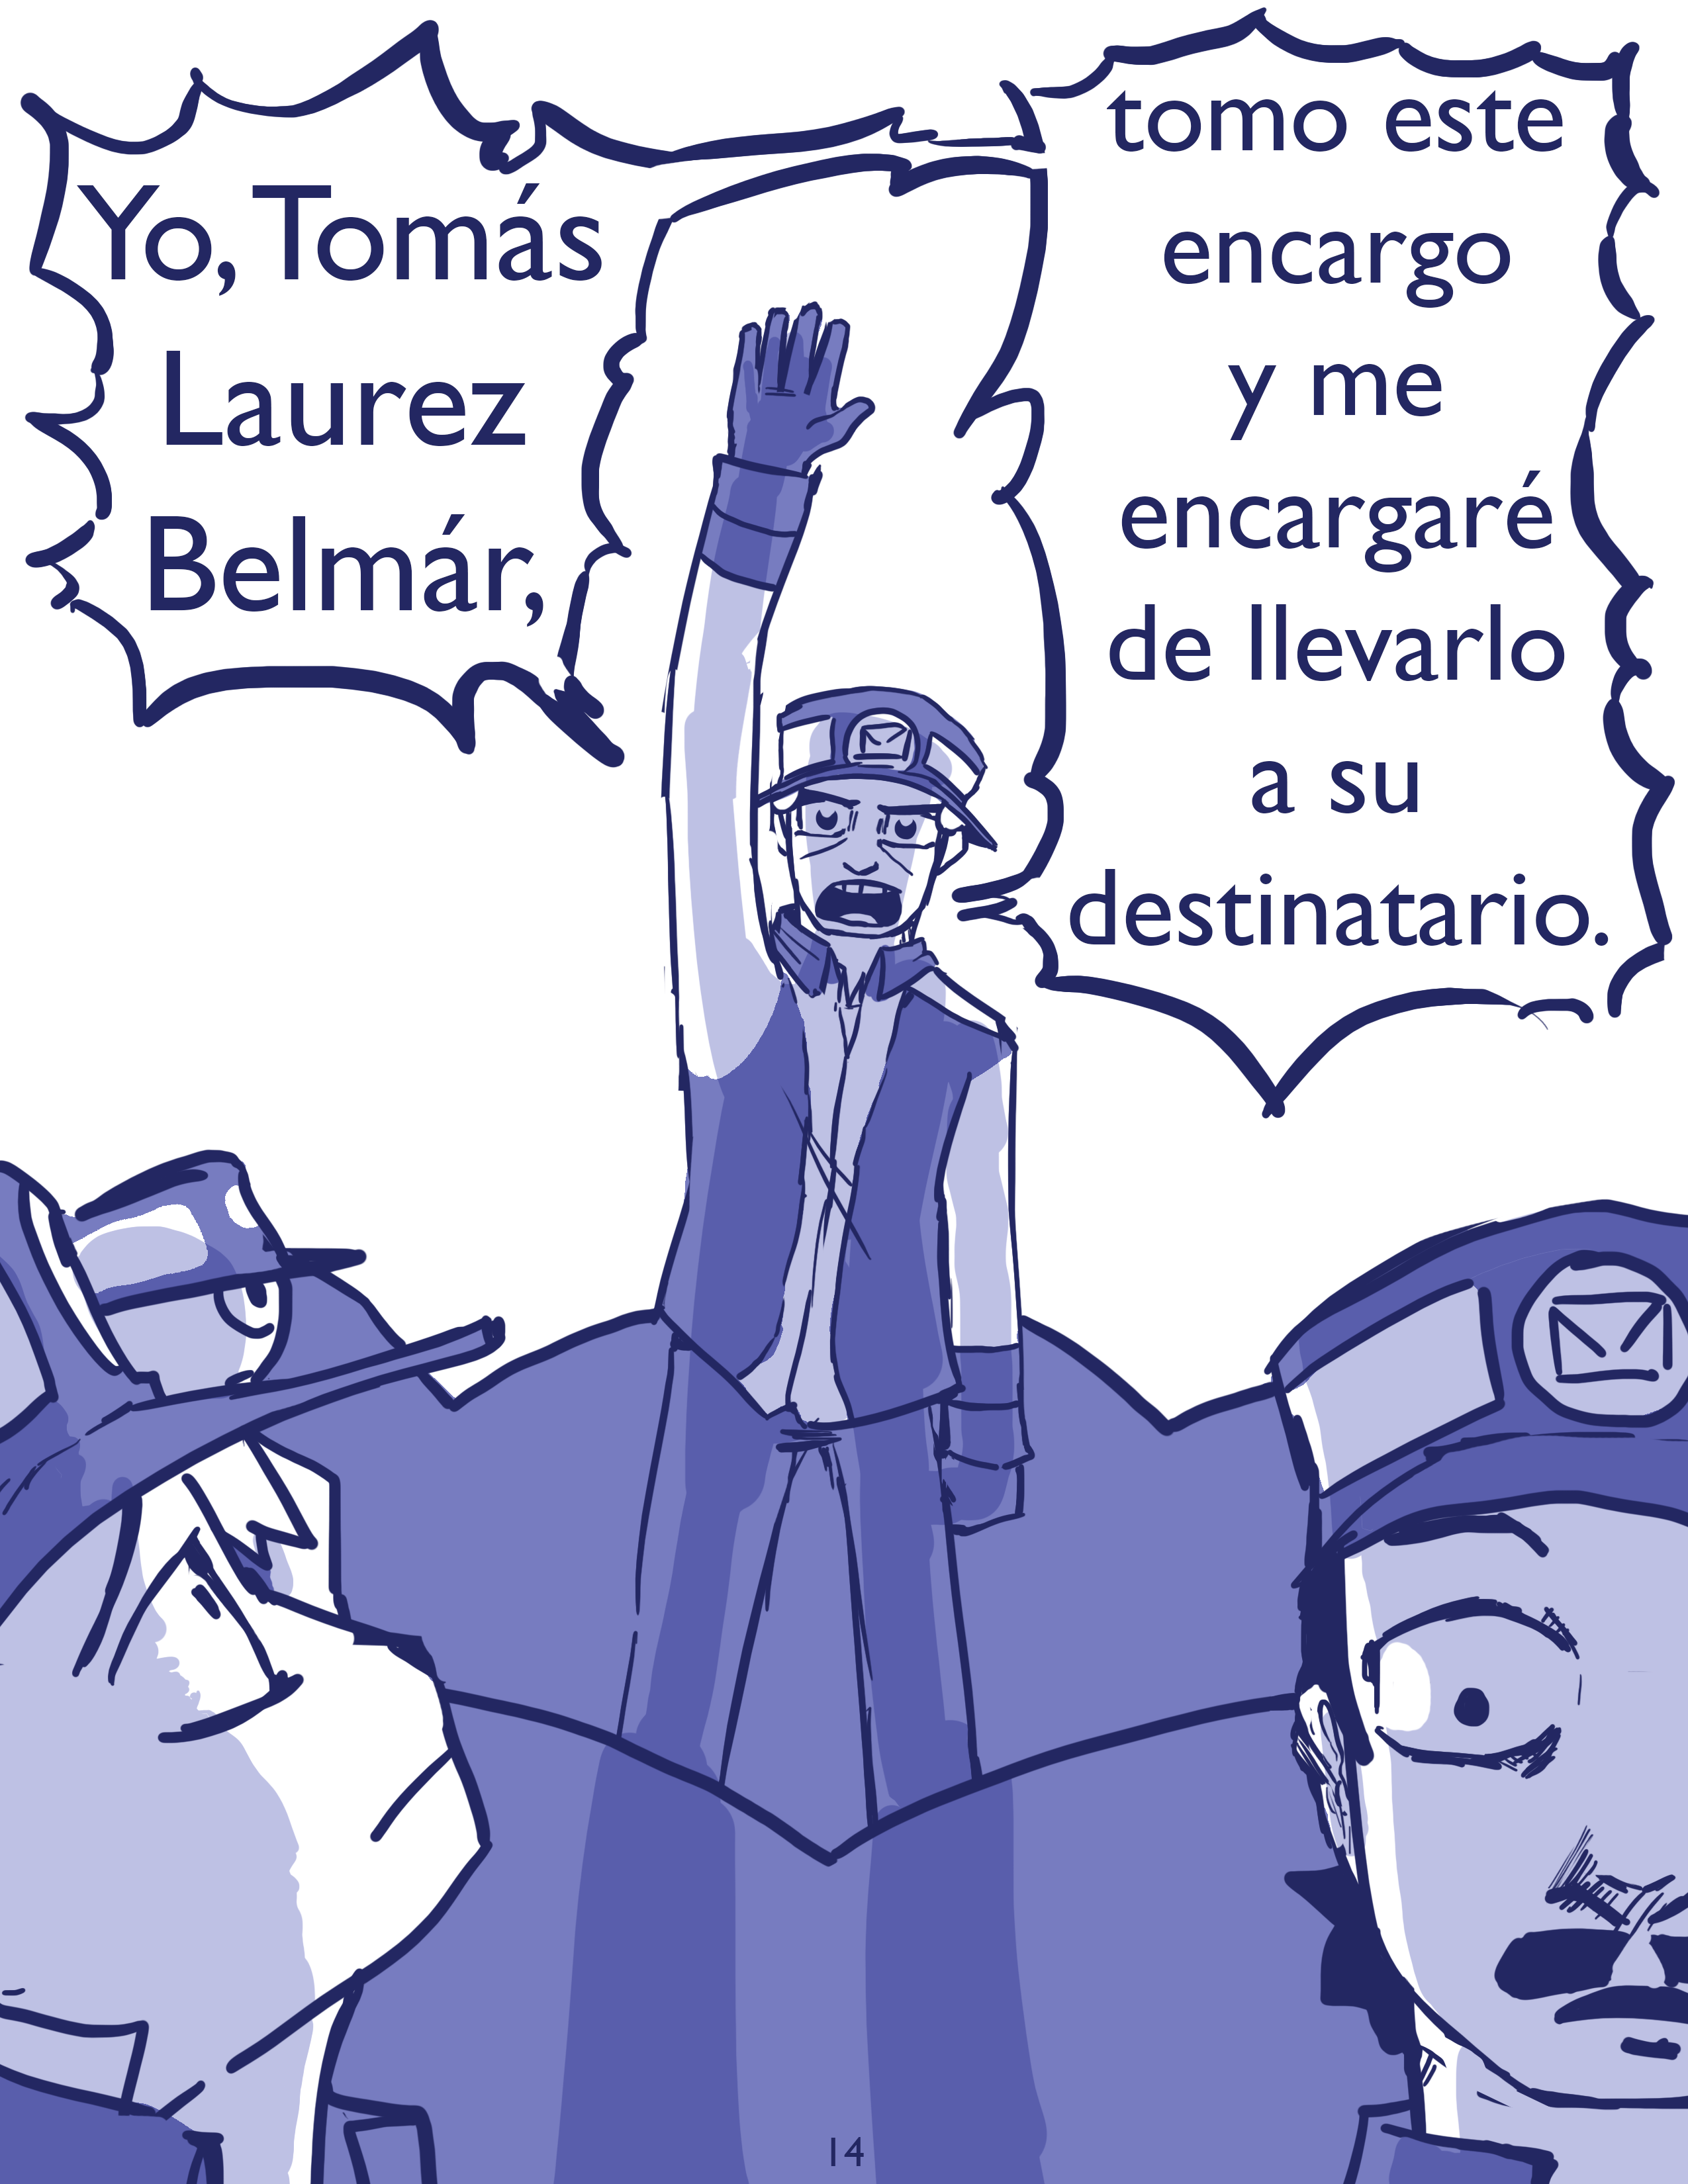 Yo, Tomás
Laurez
Belmár,
tomo este
encargo
y me
encargaré
de llevarlo
a su
destinatario.
14